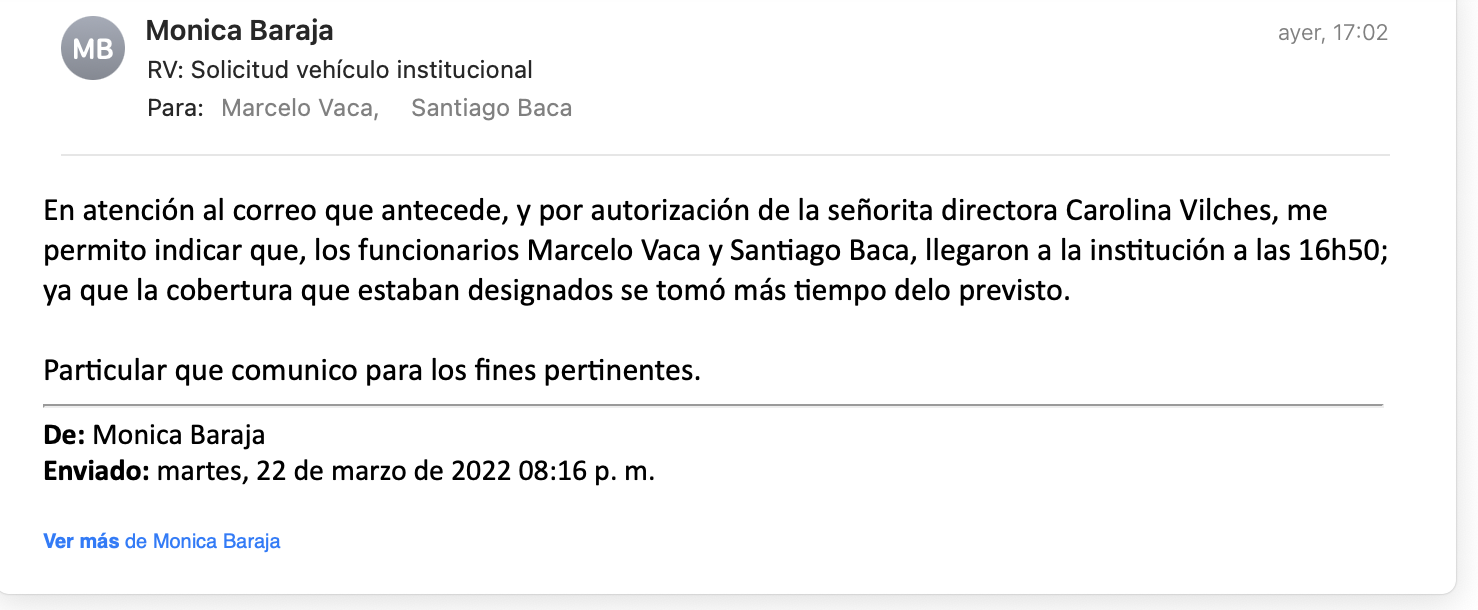 MB
Monica Baraja
ayer, 17:02
RV: Solicitud vehículo institucional
Para: Marcelo Vaca, Santiago Baca
En atención al correo que antecede, y por autorización de la señorita directora Carolina Vilches, me
permito indicar que, los funcionarios Marcelo Vaca y Santiago Baca, llegaron a la institución a las 16h50;
ya que la cobertura que estaban designados se tomó más tiempo delo previsto.
Particular que comunico para los fines pertinentes.
De: Monica Baraja
Enviado: martes, 22 de marzo de 2022 08:16 p. m.
Ver más de Monica Baraja